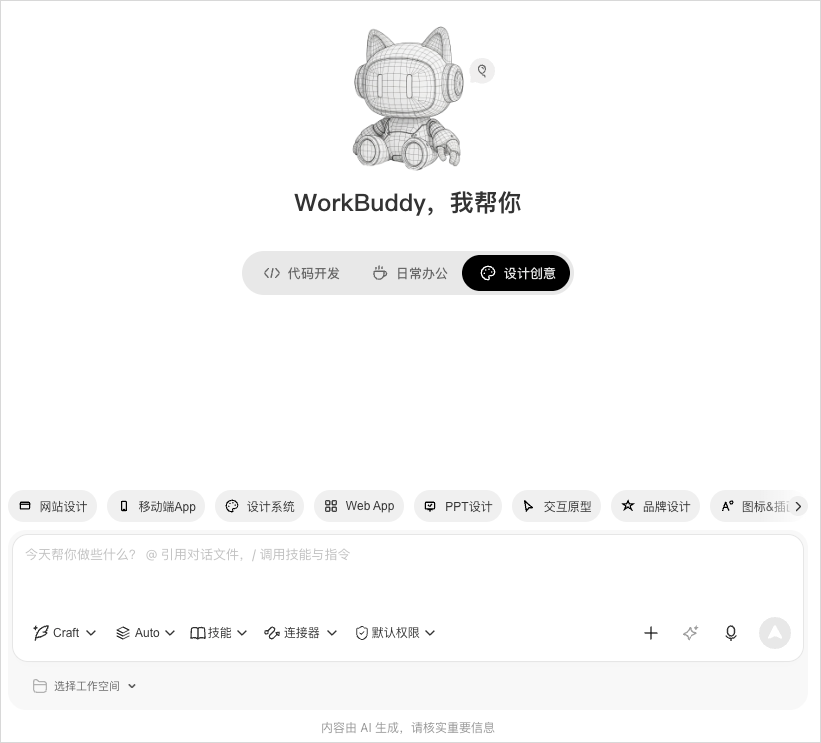 WorkBuddy，我帮你
代码开发 日常办公 设计创意
网站设计 移动端App 设计系统 Web App PPT设计 交互原型 品牌设计 图标&插
今天帮你做些什么？ @ 引用对话文件，/ 调用技能与指令
Craft Auto 技能 连接器 默认权限
选择工作空间
内容由 AI 生成，请核实重要信息